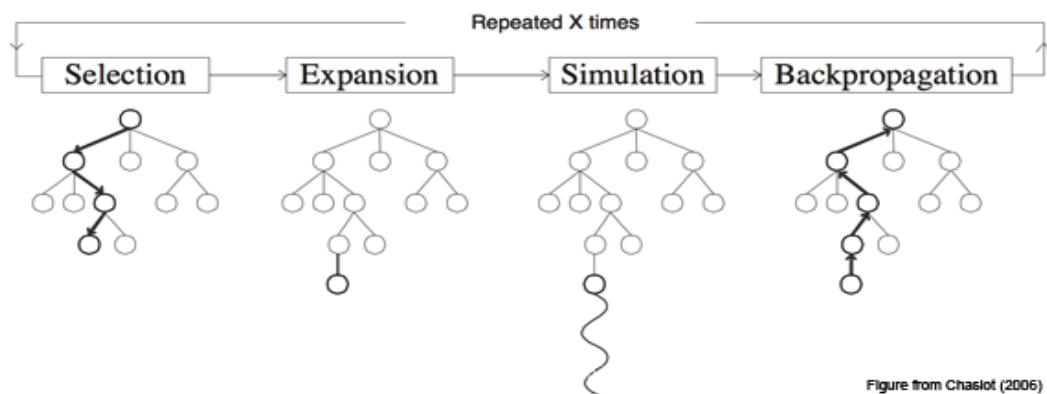 Repeated X times
Selection
Expansion
Simulation
Backpropagation
Figure from Chaslot (2006)